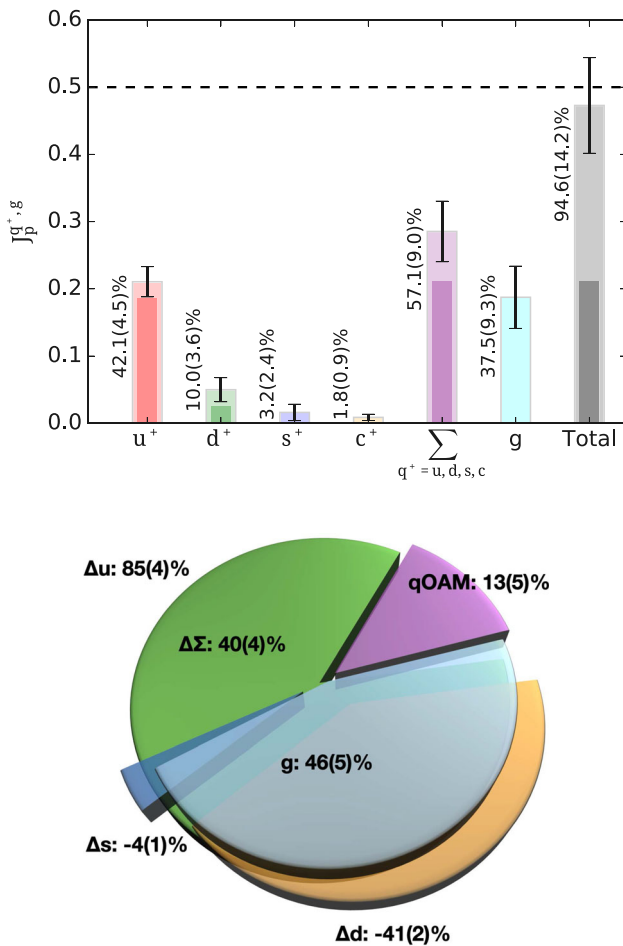 0.6
0.5
0.4
0.3
0.2
0.1
0.0
J_p^{q^+, g}
42.1(4.5)%
10.0(3.6)%
3.2(2.4)%
1.8(0.9)%
57.1(9.0)%
37.5(9.3)%
94.6(14.2)%
u⁺ d⁺ s⁺ c⁺ ∑ g Total
q⁺ = u, d, s, c
Δu: 85(4)%
qOAM: 13(5)%
ΔΣ: 40(4)%
g: 46(5)%
Δs: -4(1)%
Δd: -41(2)%